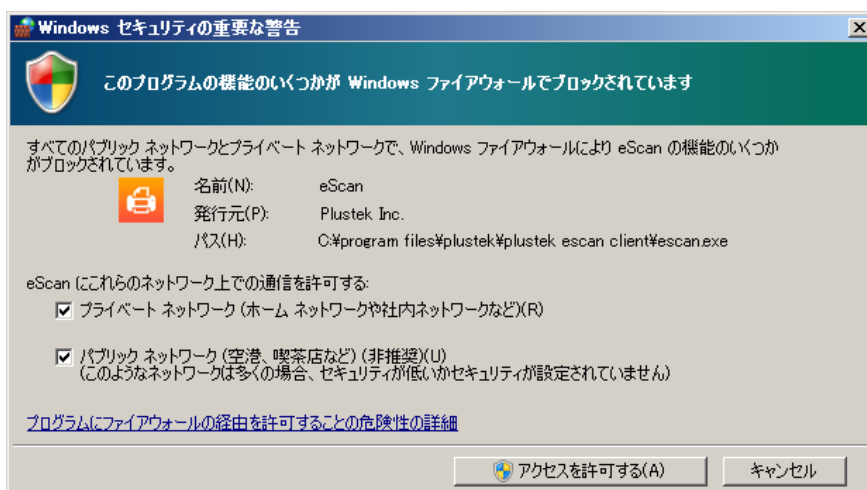 Windows セキュリティの重要な警告
このプログラムの機能のいくつかが Windows ファイアウォールでブロックされています
すべてのパブリック ネットワークとプライベート ネットワークで、Windows ファイアウォールにより eScan の機能のいくつか
がブロックされています。
名前(N): eScan
発行元(P): Plustek Inc.
パス(H): C:¥program files¥plustek¥plustek escan client¥escan.exe
eScan にこれらのネットワーク上での通信を許可する:
プライベート ネットワーク (ホーム ネットワークや社内ネットワークなど)(R)
パブリック ネットワーク (空港、喫茶店など) (非推奨)(U)
(このようなネットワークは多くの場合、セキュリティが低いかセキュリティが設定されていません)
プログラムにファイアウォールの経由を許可することの危険性の詳細
アクセスを許可する(A) キャンセル